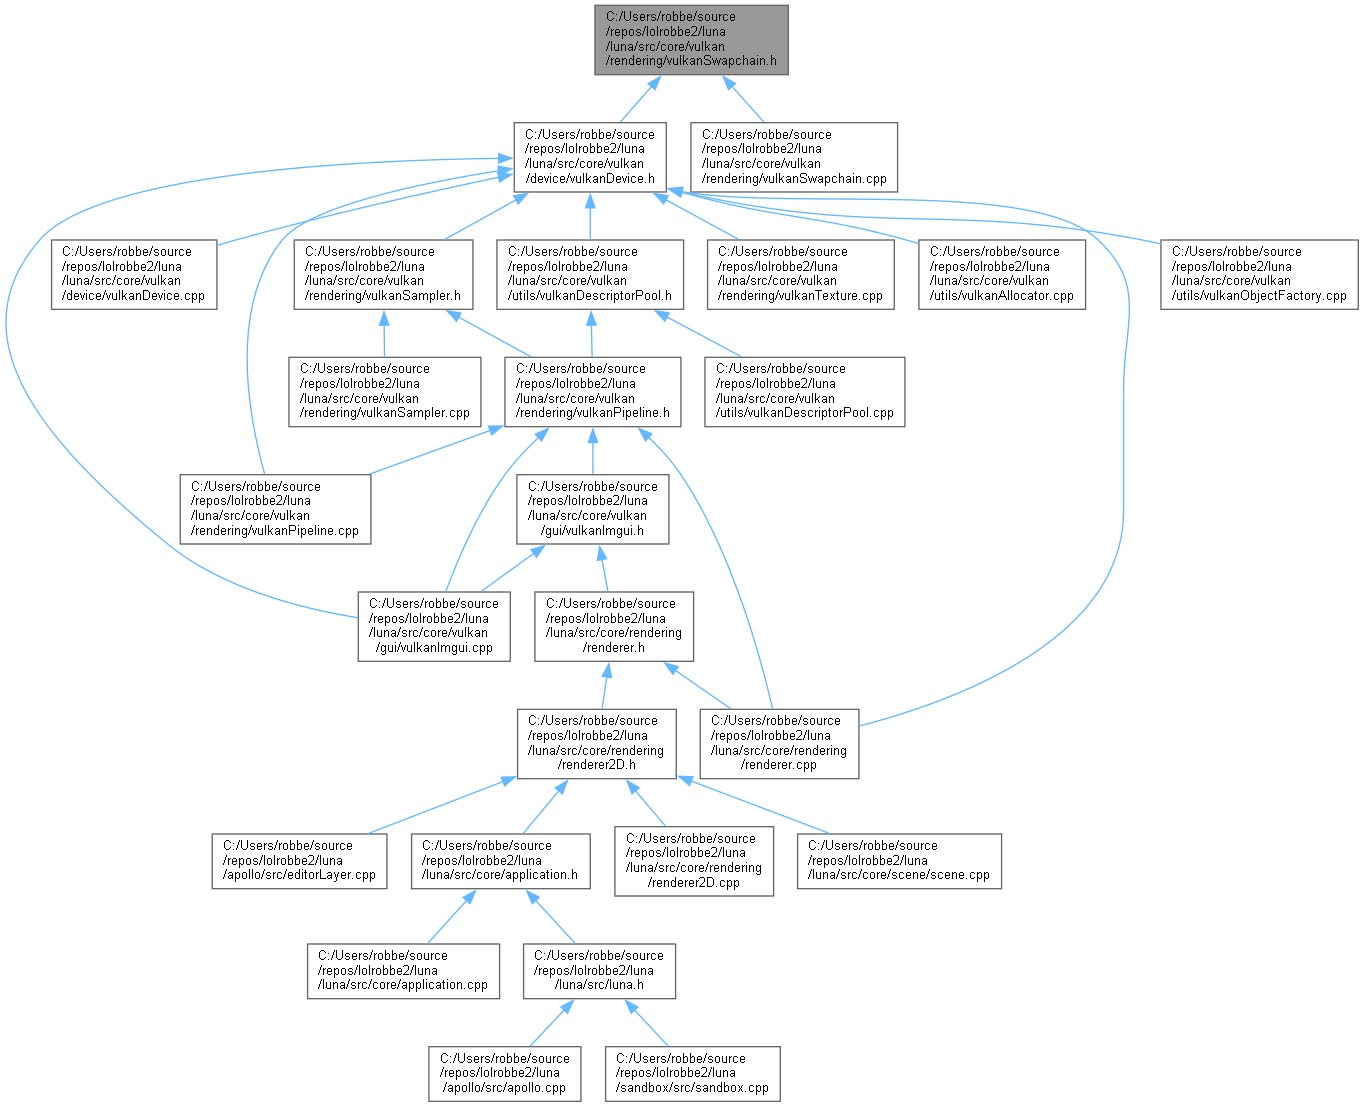 C:/Users/robbe/source
/repos/lolrobbe2/luna
/luna/src/core/vulkan
/rendering/vulkanSwapchain.h
C:/Users/robbe/source
/repos/lolrobbe2/luna
/luna/src/core/vulkan
/device/vulkanDevice.h
C:/Users/robbe/source
/repos/lolrobbe2/luna
/luna/src/core/vulkan
/rendering/vulkanSwapchain.cpp
C:/Users/robbe/source
/repos/lolrobbe2/luna
/luna/src/core/vulkan
/device/vulkanDevice.cpp
C:/Users/robbe/source
/repos/lolrobbe2/luna
/luna/src/core/vulkan
/rendering/vulkanSampler.h
C:/Users/robbe/source
/repos/lolrobbe2/luna
/luna/src/core/vulkan
/utils/vulkanDescriptorPool.h
C:/Users/robbe/source
/repos/lolrobbe2/luna
/luna/src/core/vulkan
/rendering/vulkanTexture.cpp
C:/Users/robbe/source
/repos/lolrobbe2/luna
/luna/src/core/vulkan
/utils/vulkanAllocator.cpp
C:/Users/robbe/source
/repos/lolrobbe2/luna
/luna/src/core/vulkan
/utils/vulkanObjectFactory.cpp
C:/Users/robbe/source
/repos/lolrobbe2/luna
/luna/src/core/vulkan
/rendering/vulkanSampler.cpp
C:/Users/robbe/source
/repos/lolrobbe2/luna
/luna/src/core/vulkan
/rendering/vulkanPipeline.h
C:/Users/robbe/source
/repos/lolrobbe2/luna
/luna/src/core/vulkan
/utils/vulkanDescriptorPool.cpp
C:/Users/robbe/source
/repos/lolrobbe2/luna
/luna/src/core/vulkan
/rendering/vulkanPipeline.cpp
C:/Users/robbe/source
/repos/lolrobbe2/luna
/luna/src/core/vulkan
/gui/vulkanImgui.h
C:/Users/robbe/source
/repos/lolrobbe2/luna
/luna/src/core/vulkan
/gui/vulkanImgui.cpp
C:/Users/robbe/source
/repos/lolrobbe2/luna
/luna/src/core/rendering
/renderer.h
C:/Users/robbe/source
/repos/lolrobbe2/luna
/luna/src/core/rendering
/renderer2D.h
C:/Users/robbe/source
/repos/lolrobbe2/luna
/luna/src/core/rendering
/renderer.cpp
C:/Users/robbe/source
/repos/lolrobbe2/luna
/apollo/src/editorLayer.cpp
C:/Users/robbe/source
/repos/lolrobbe2/luna
/luna/src/core/application.h
C:/Users/robbe/source
/repos/lolrobbe2/luna
/luna/src/core/rendering
/renderer2D.cpp
C:/Users/robbe/source
/repos/lolrobbe2/luna
/luna/src/core/scene/scene.cpp
C:/Users/robbe/source
/repos/lolrobbe2/luna
/luna/src/core/application.cpp
C:/Users/robbe/source
/repos/lolrobbe2/luna
/luna/src/luna.h
C:/Users/robbe/source
/repos/lolrobbe2/luna
/apollo/src/apollo.cpp
C:/Users/robbe/source
/repos/lolrobbe2/luna
/sandbox/src/sandbox.cpp